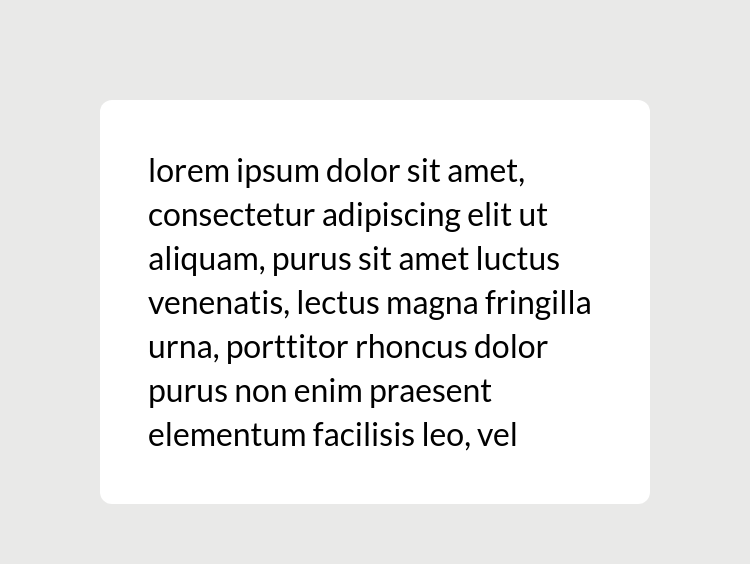 lorem ipsum dolor sit amet,
consectetur adipiscing elit ut
aliquam, purus sit amet luctus
venenatis, lectus magna fringilla
urna, porttitor rhoncus dolor
purus non enim praesent
elementum facilisis leo, vel